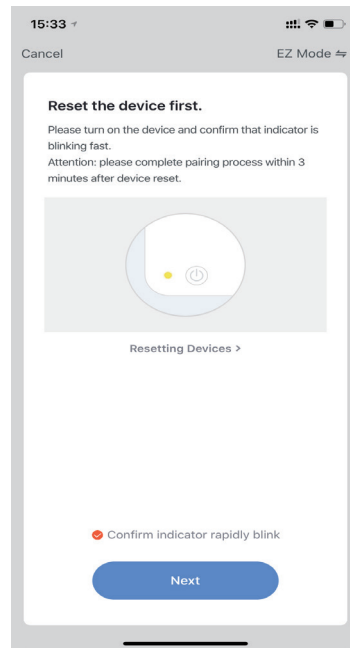 15:33
Cancel EZ Mode
Reset the device first.
Please turn on the device and confirm that indicator is
blinking fast.
Attention: please complete pairing process within 3
minutes after device reset.
Resetting Devices >
Confirm indicator rapidly blink
Next